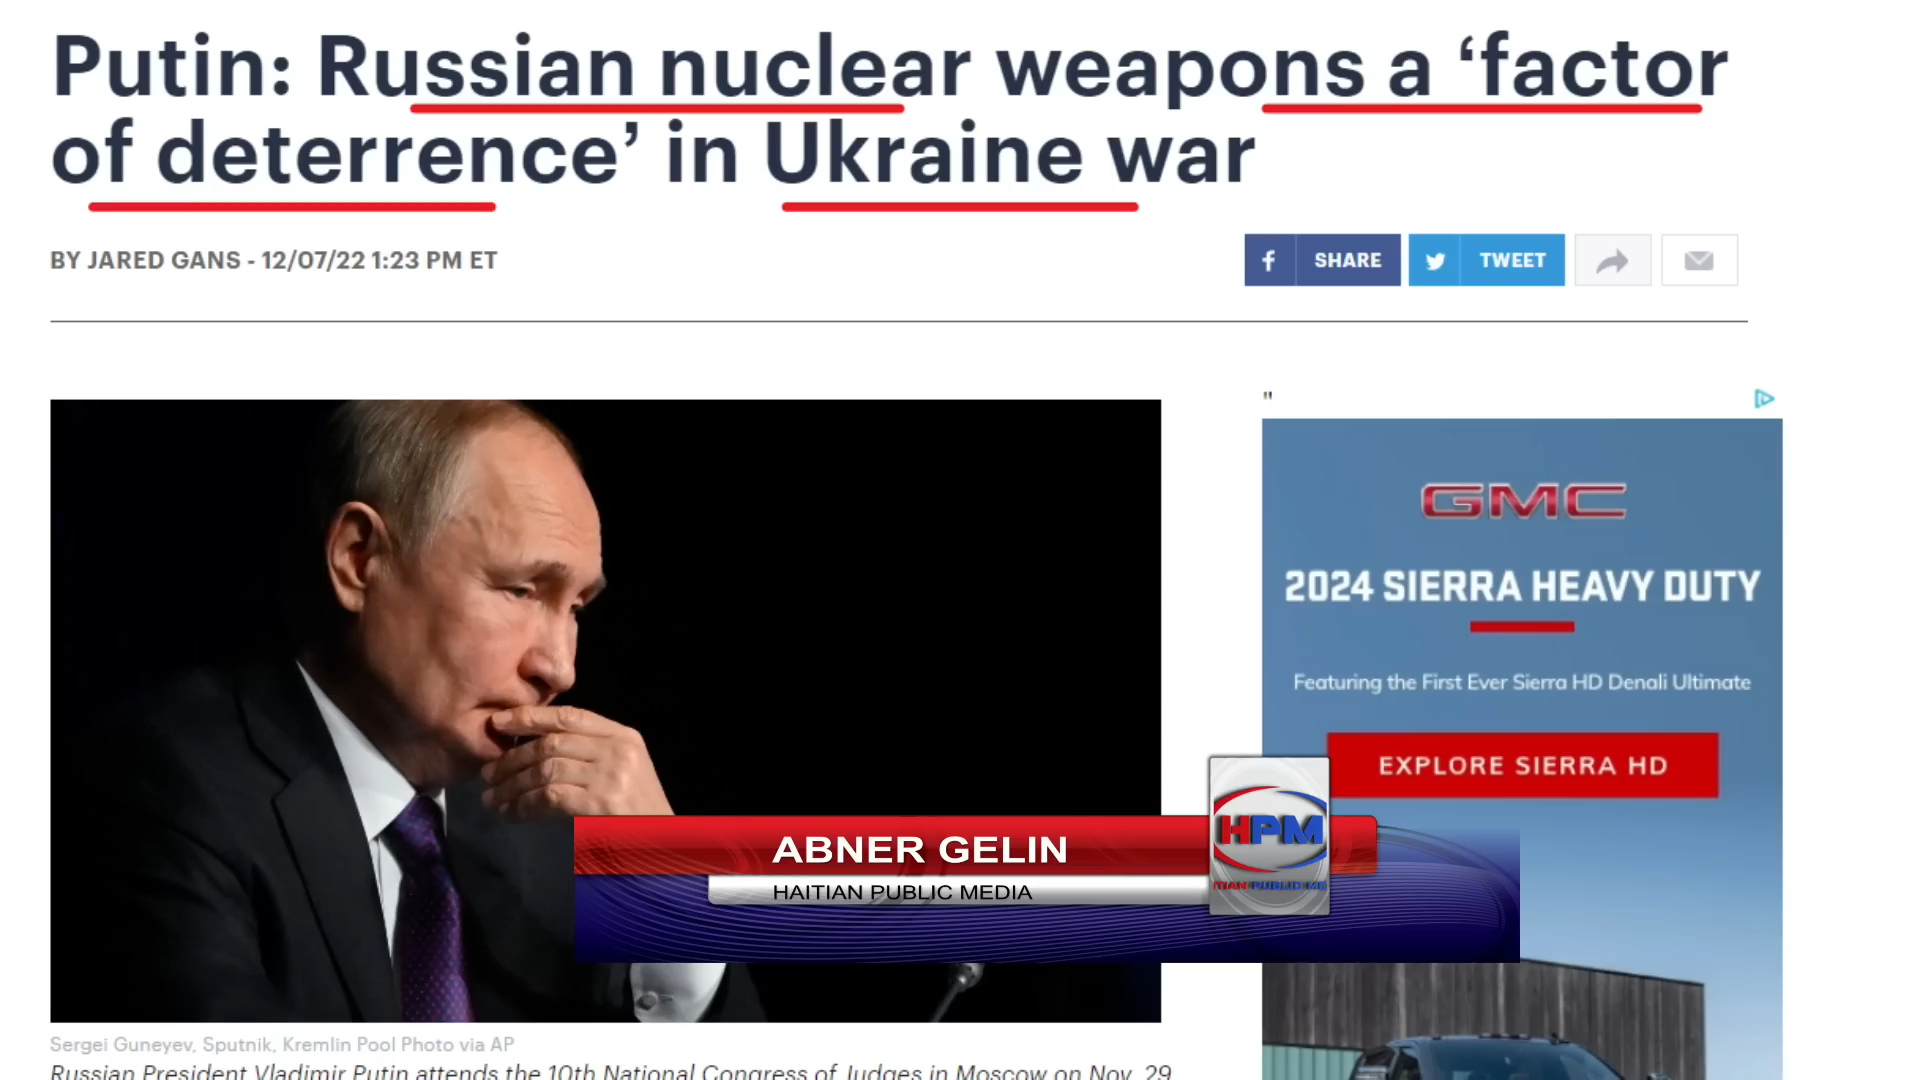 Putin: Russian nuclear weapons a ‘factor
of deterrence’ in Ukraine war
BY JARED GANS - 12/07/22 1:23 PM ET
SHARE
TWEET
"
GMC
2024 SIERRA HEAVY DUTY
Featuring the First Ever Sierra HD Denali Ultimate
EXPLORE SIERRA HD
ABNER GELIN
HAITIAN PUBLIC MEDIA
HPM
Sergei Guneyev, Sputnik, Kremlin Pool Photo via AP
Russian President Vladimir Putin attends the 10th National Congress of Judges in Moscow on Nov. 29